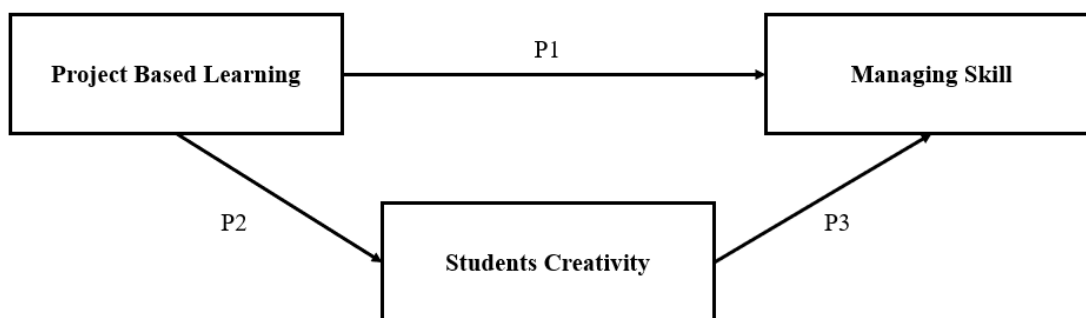 P1
Project Based Learning
Managing Skill
P2
P3
Students Creativity